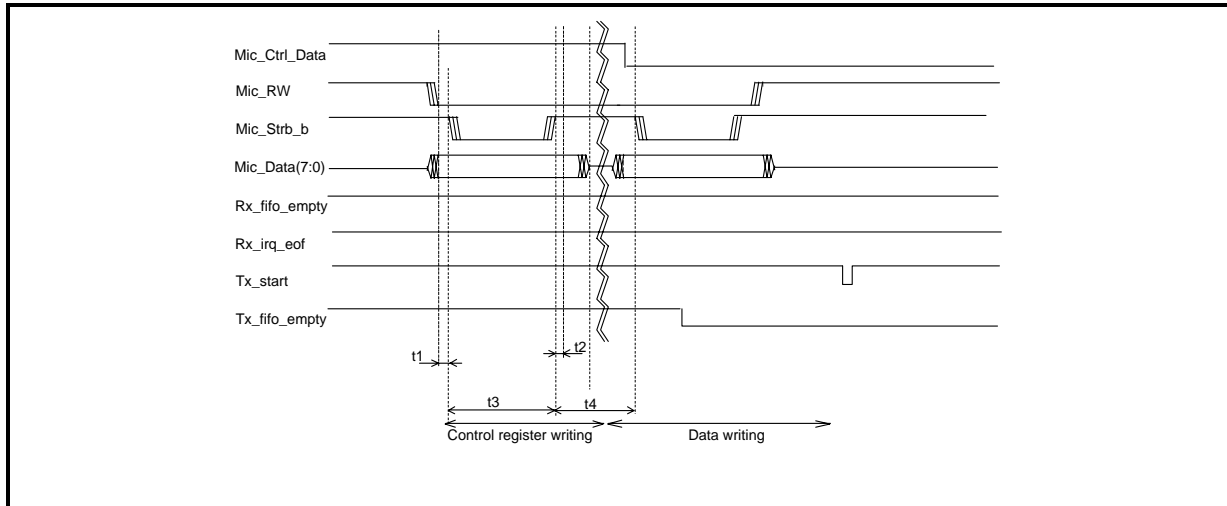 Mic_Ctrl_Data
Mic_RW
Mic_Strb_b
Mic_Data(7:0)
Rx_fifo_empty
Rx_irq_eof
Tx_start
Tx_fifo_empty
t1
t2
t3
t4
Control register writing
Data writing